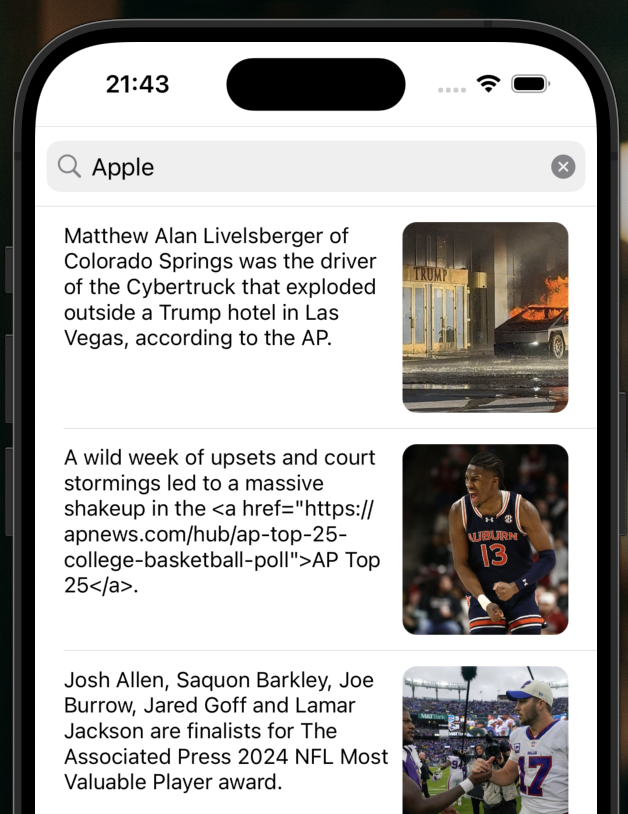 21:43
Apple
Matthew Alan Livelsberger of
Colorado Springs was the driver
of the Cybertruck that exploded
outside a Trump hotel in Las
Vegas, according to the AP.
TRUMP
A wild week of upsets and court
stormings led to a massive
shakeup in the <a href="https://
apnews.com/hub/ap-top-25-
college-basketball-poll">AP Top
25</a>.
AUBURN
13
Josh Allen, Saquon Barkley, Joe
Burrow, Jared Goff and Lamar
Jackson are finalists for The
Associated Press 2024 NFL Most
Valuable Player award.
17